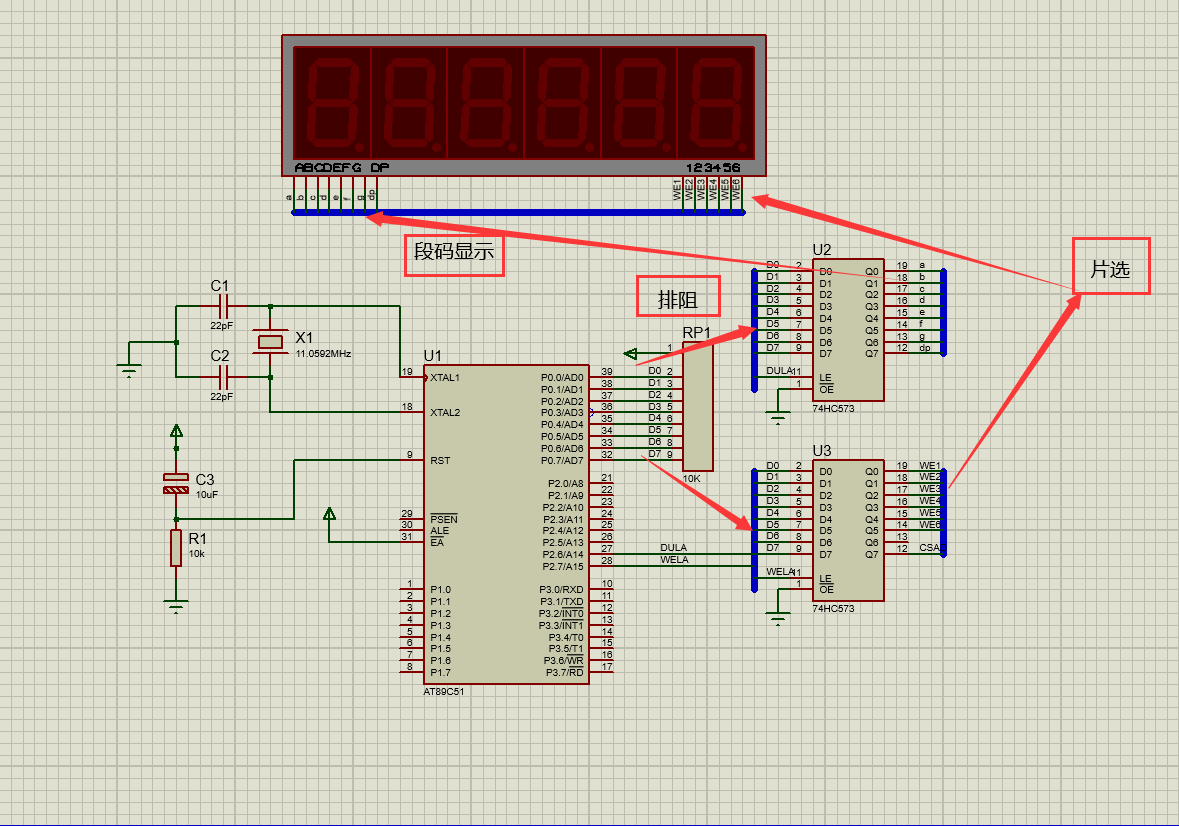 ABCDEFG DP
123456
a
b
c
d
e
f
g
dp
WE1
WE2
WE3
WE4
WE5
WE6
段码显示
片选
排阻
C1
22pF
C2
22pF
X1
11.0592MHz
C3
10uF
R1
10k
U1
19 XTAL1
18 XTAL2
9 RST
29 PSEN
30 ALE
31 EA
1 P1.0
2 P1.1
3 P1.2
4 P1.3
5 P1.4
6 P1.5
7 P1.6
8 P1.7
P0.0/AD0 39 D0 2
P0.1/AD1 38 D1 3
P0.2/AD2 37 D2 4
P0.3/AD3 36 D3 5
P0.4/AD4 35 D4 6
P0.5/AD5 34 D5 7
P0.6/AD6 33 D6 8
P0.7/AD7 32 D7 9
P2.0/A8 21
P2.1/A9 22
P2.2/A10 23
P2.3/A11 24
P2.4/A12 25
P2.5/A13 26
P2.6/A14 27 DULA
P2.7/A15 28 WELA
P3.0/RXD 10
P3.1/TXD 11
P3.2/INT0 12
P3.3/INT1 13
P3.4/T0 14
P3.5/T1 15
P3.6/WR 16
P3.7/RD 17
AT89C51
RP1
1
10K
U2
D0 2 D0 Q0 19 a
D1 3 D1 Q1 18 b
D2 4 D2 Q2 17 c
D3 5 D3 Q3 16 d
D4 6 D4 Q4 15 e
D5 7 D5 Q5 14 f
D6 8 D6 Q6 13 g
D7 9 D7 Q7 12 dp
DULA 11 LE
1 OE
74HC573
U3
D0 2 D0 Q0 19 WE1
D1 3 D1 Q1 18 WE2
D2 4 D2 Q2 17 WE3
D3 5 D3 Q3 16 WE4
D4 6 D4 Q4 15 WE5
D5 7 D5 Q5 14 WE6
D6 8 D6 Q6 13
D7 9 D7 Q7 12
WELA 11 LE
1 OE
74HC573